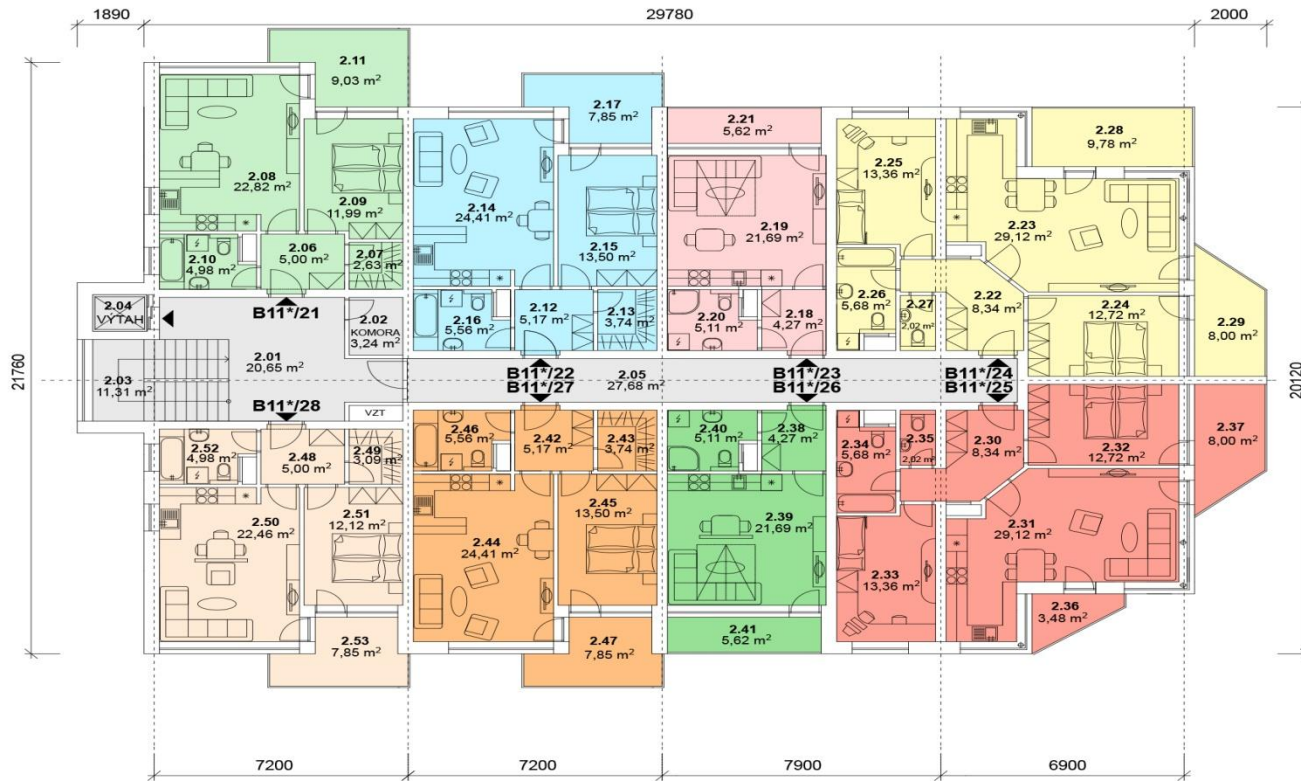 1890
29780
2000
21760
20120
2.11
9,03 m²
2.17
7,85 m²
2.21
5,62 m²
2.28
9,78 m²
2.08
22,82 m²
2.09
11,99 m²
2.14
24,41 m²
2.15
13,50 m²
2.19
21,69 m²
2.25
13,36 m²
2.23
29,12 m²
2.10
4,98 m²
2.06
5,00 m²
2.07
2,63 m²
2.16
5,56 m²
2.12
5,17 m²
2.13
3,74 m²
2.20
5,11 m²
2.18
4,27 m²
2.26
5,68 m²
2.27
2,02 m²
2.22
8,34 m²
2.24
12,72 m²
2.29
8,00 m²
2.04
VÝTAH
B11*/21
2.02
KOMORA
3,24 m²
2.01
20,65 m²
2.03
11,31 m²
B11*/28
VZT
B11*/22
B11*/27
2.05
27,68 m²
B11*/23
B11*/26
B11*/24
B11*/25
2.52
4,98 m²
2.48
5,00 m²
2.49
3,09 m²
2.46
5,56 m²
2.42
5,17 m²
2.43
3,74 m²
2.40
5,11 m²
2.38
4,27 m²
2.34
5,68 m²
2.35
2,02 m²
2.30
8,34 m²
2.32
12,72 m²
2.37
8,00 m²
2.50
22,46 m²
2.51
12,12 m²
2.44
24,41 m²
2.45
13,50 m²
2.39
21,69 m²
2.33
13,36 m²
2.31
29,12 m²
2.53
7,85 m²
2.47
7,85 m²
2.41
5,62 m²
2.36
3,48 m²
7200
7200
7900
6900